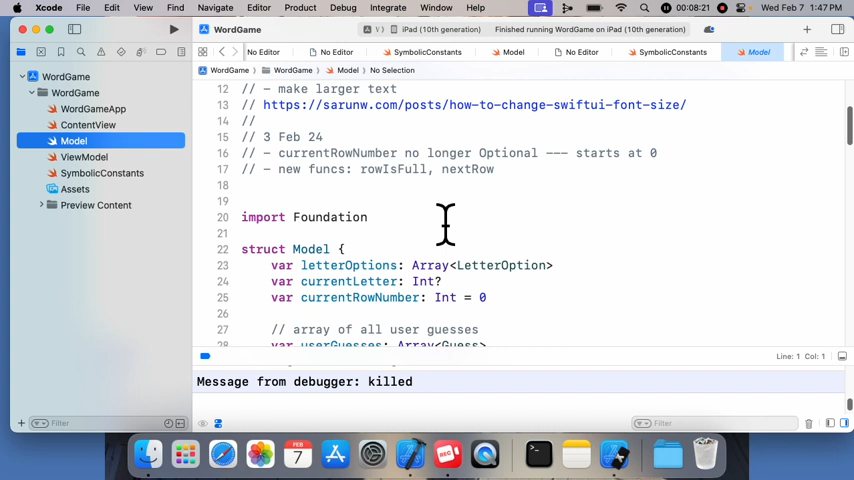 Xcode File Edit View Find Navigate Editor Product Debug Integrate Window Help 00:08:21 Wed Feb 7 1:47 PM
WordGame iPad (10th generation) Finished running WordGame on iPad (10th generation)
No Editor No Editor SymbolicConstants Model No Editor SymbolicConstants Model
WordGame WordGame Model No Selection
WordGame
WordGame
WordGameApp
ContentView
Model
ViewModel
SymbolicConstants
Assets
Preview Content
12 // - make larger text
13 // https://sarunw.com/posts/how-to-change-swiftui-font-size/
14 //
15 // 3 Feb 24
16 // - currentRowNumber no longer Optional --- starts at 0
17 // - new funcs: rowIsFull, nextRow
18
19
20 import Foundation
21
22 struct Model {
23 var letterOptions: Array<LetterOption>
24 var currentLetter: Int?
25 var currentRowNumber: Int = 0
26
27 // array of all user guesses
28 var userGuesses: Array<Guess>
Line: 1 Col: 1
Message from debugger: killed
Filter Filter
FEB
7
REC